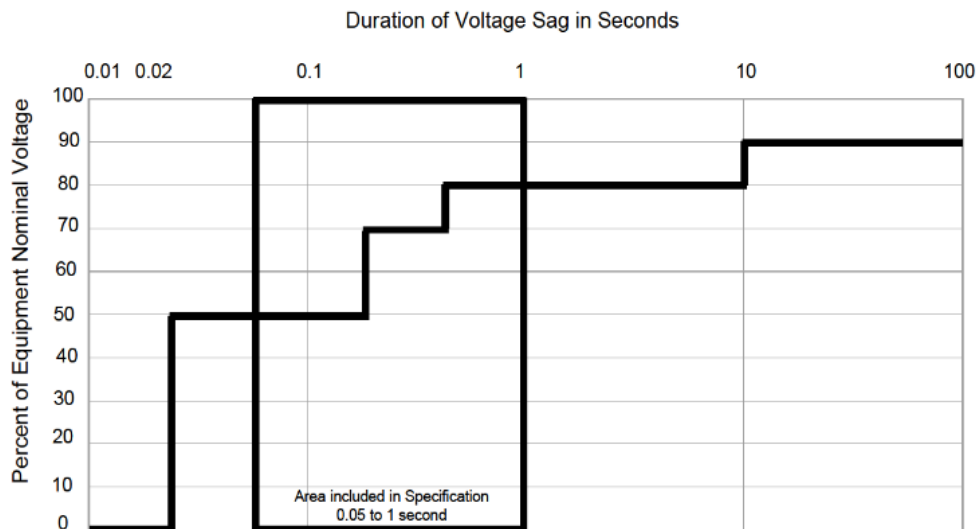 Duration of Voltage Sag in Seconds
0.01 0.02 0.1 1 10 100
Percent of Equipment Nominal Voltage
100
90
80
70
60
50
40
30
20
10
0
Area included in Specification
0.05 to 1 second